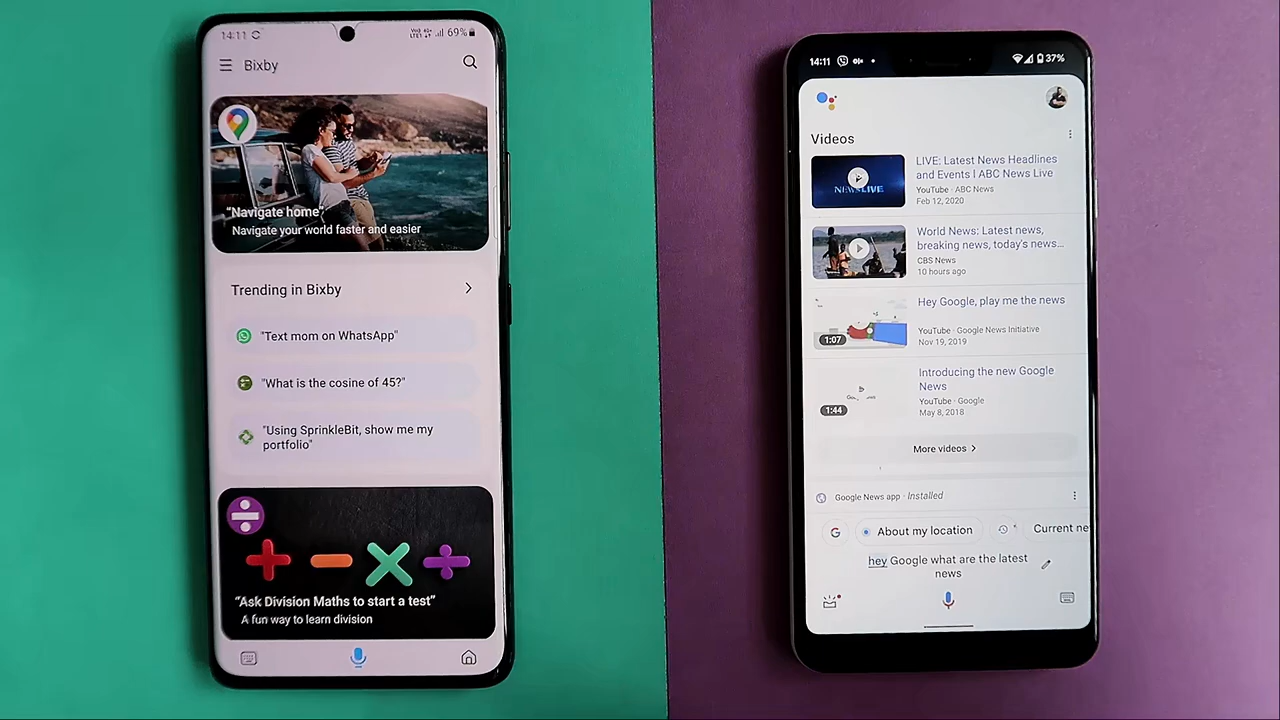 14:11
69%
Bixby
"Navigate home"
Navigate your world faster and easier
Trending in Bixby
"Text mom on WhatsApp"
"What is the cosine of 45?"
"Using SprinkleBit, show me my
portfolio"
"Ask Division Maths to start a test"
A fun way to learn division
14:11
37%
Videos
NEWSLIVE
LIVE: Latest News Headlines
and Events l ABC News Live
YouTube · ABC News
Feb 12, 2020
World News: Latest news,
breaking news, today's news...
CBS News
10 hours ago
Hey Google, play me the news
YouTube · Google News Initiative
Nov 19, 2019
1:07
Introducing the new Google
News
YouTube · Google
May 8, 2018
1:44
More videos
Google News app · Installed
G
About my location
Current ne
hey Google what are the latest
news